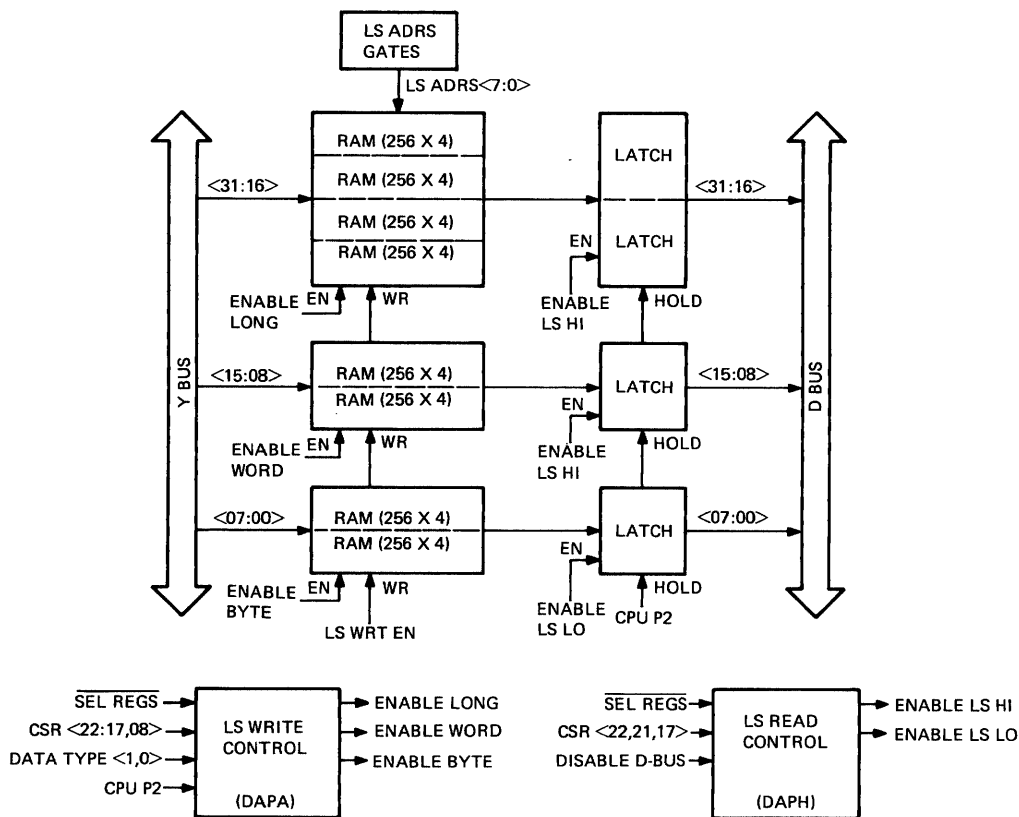 LS ADRS
GATES
LS ADRS<7:0>
RAM (256 X 4)
RAM (256 X 4)
RAM (256 X 4)
RAM (256 X 4)
LATCH
LATCH
<31:16>
<31:16>
EN
ENABLE
LONG
EN
WR
ENABLE
LS HI
HOLD
Y BUS
D BUS
<15:08>
RAM (256 X 4)
RAM (256 X 4)
LATCH
<15:08>
EN
ENABLE
WORD
EN
WR
ENABLE
LS HI
HOLD
<07:00>
RAM (256 X 4)
RAM (256 X 4)
LATCH
<07:00>
EN
ENABLE
BYTE
EN
WR
LS WRT EN
ENABLE
LS LO
HOLD
CPU P2
SEL REGS
CSR <22:17,08>
DATA TYPE <1,0>
CPU P2
LS WRITE
CONTROL
(DAPA)
ENABLE LONG
ENABLE WORD
ENABLE BYTE
SEL REGS
CSR <22,21,17>
DISABLE D-BUS
LS READ
CONTROL
(DAPH)
ENABLE LS HI
ENABLE LS LO